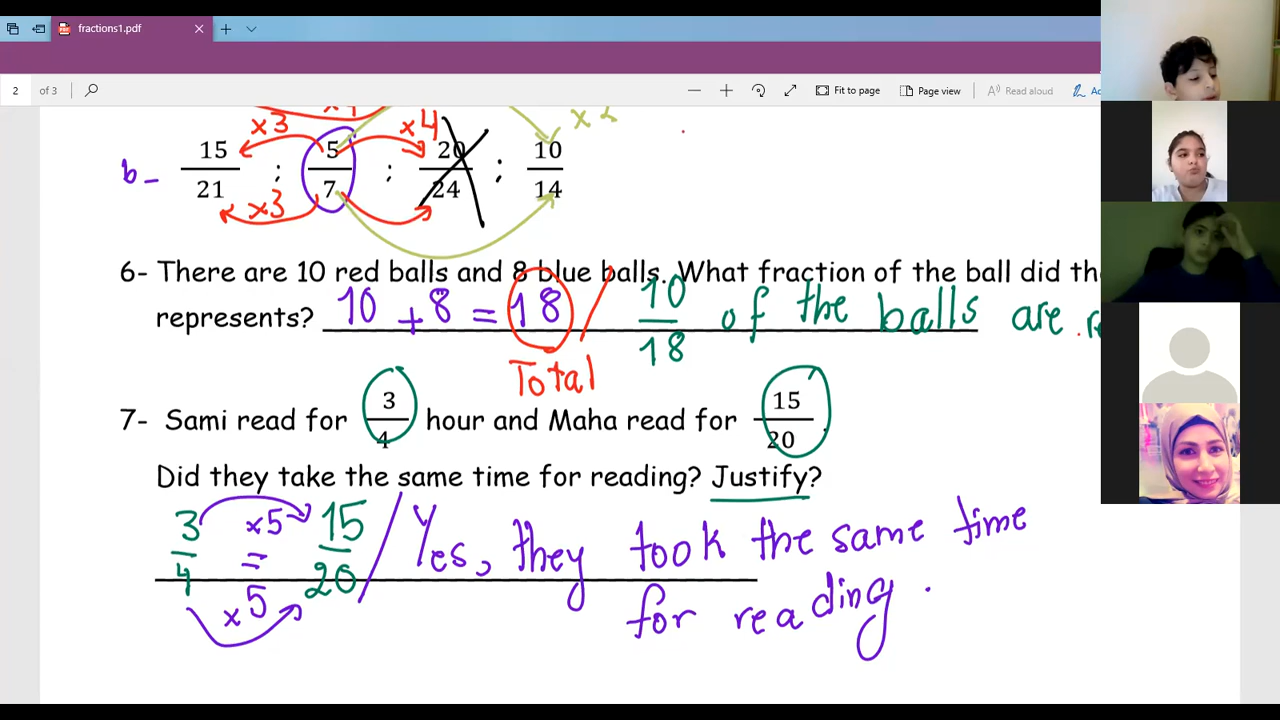 fractions1.pdf
2 of 3 Fit to page Page view Read aloud
x3 x4 x2
b- 15/21 ; 5/7 ; 20/24 ; 10/14
x3
6- There are 10 red balls and 8 blue balls. What fraction of the ball did the
represents? 10 + 8 = 18 / 10/18 of the balls are
Total
7- Sami read for 3/4 hour and Maha read for 15/20.
Did they take the same time for reading? Justify?
3/4 x5 = x5 15/20 / Yes, they took the same time
for reading.